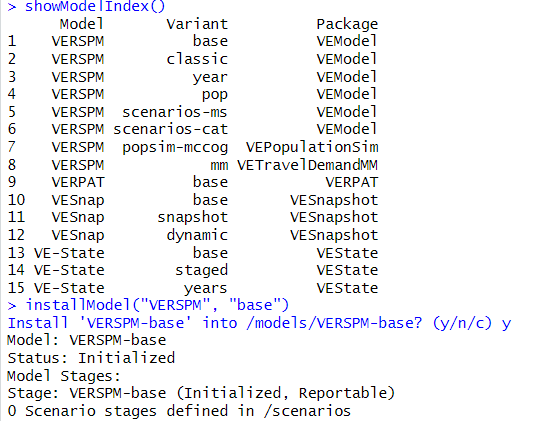 > showModelIndex()
Model Variant Package
1 VERSPM base VEModel
2 VERSPM classic VEModel
3 VERSPM year VEModel
4 VERSPM pop VEModel
5 VERSPM scenarios-ms VEModel
6 VERSPM scenarios-cat VEModel
7 VERSPM popsim-mccog VEPopulationSim
8 VERSPM mm VETravelDemandMM
9 VERPAT base VERPAT
10 VESnap base VESnapshot
11 VESnap snapshot VESnapshot
12 VESnap dynamic VESnapshot
13 VE-State base VEState
14 VE-State staged VEState
15 VE-State years VEState
> installModel("VERSPM", "base")
Install 'VERSPM-base' into /models/VERSPM-base? (y/n/c) y
Model: VERSPM-base
Status: Initialized
Model Stages:
Stage: VERSPM-base (Initialized, Reportable)
0 Scenario stages defined in /scenarios